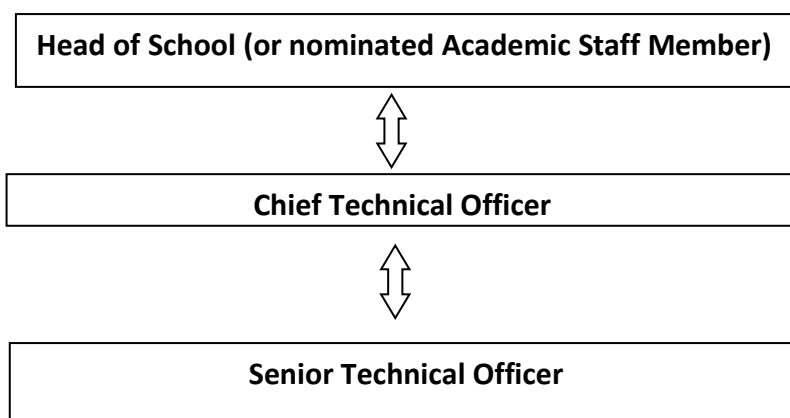 Head of School (or nominated Academic Staff Member)
Chief Technical Officer
Senior Technical Officer